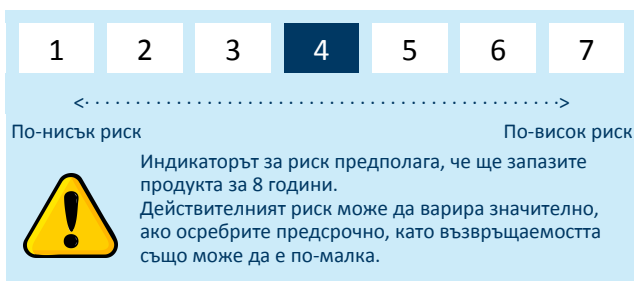 1 2 3 4 5 6 7
<· · · · · · · · · · · · · · · · · · · · · · · · · · · · · · · · · · · · · · · · · · · · · · ·>
По-нисък риск По-висок риск
Индикаторът за риск предполага, че ще запазите
продукта за 8 години.
Действителният риск може да варира значително,
ако осребрите предсрочно, като възвръщаемостта
също може да е по-малка.